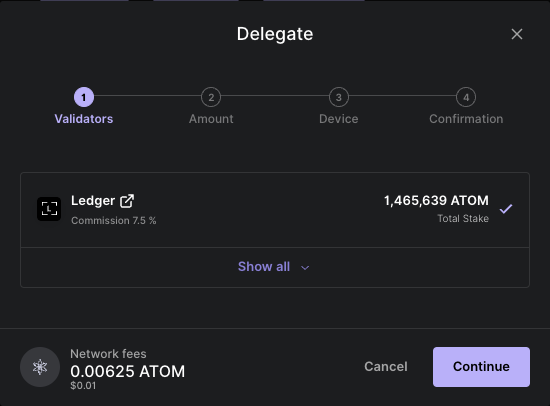 Delegate
1 2 3 4
Validators Amount Device Confirmation
Ledger 1,465,639 ATOM
Commission 7.5 % Total Stake
Show all
Network fees
0.00625 ATOM Cancel Continue
$0.01